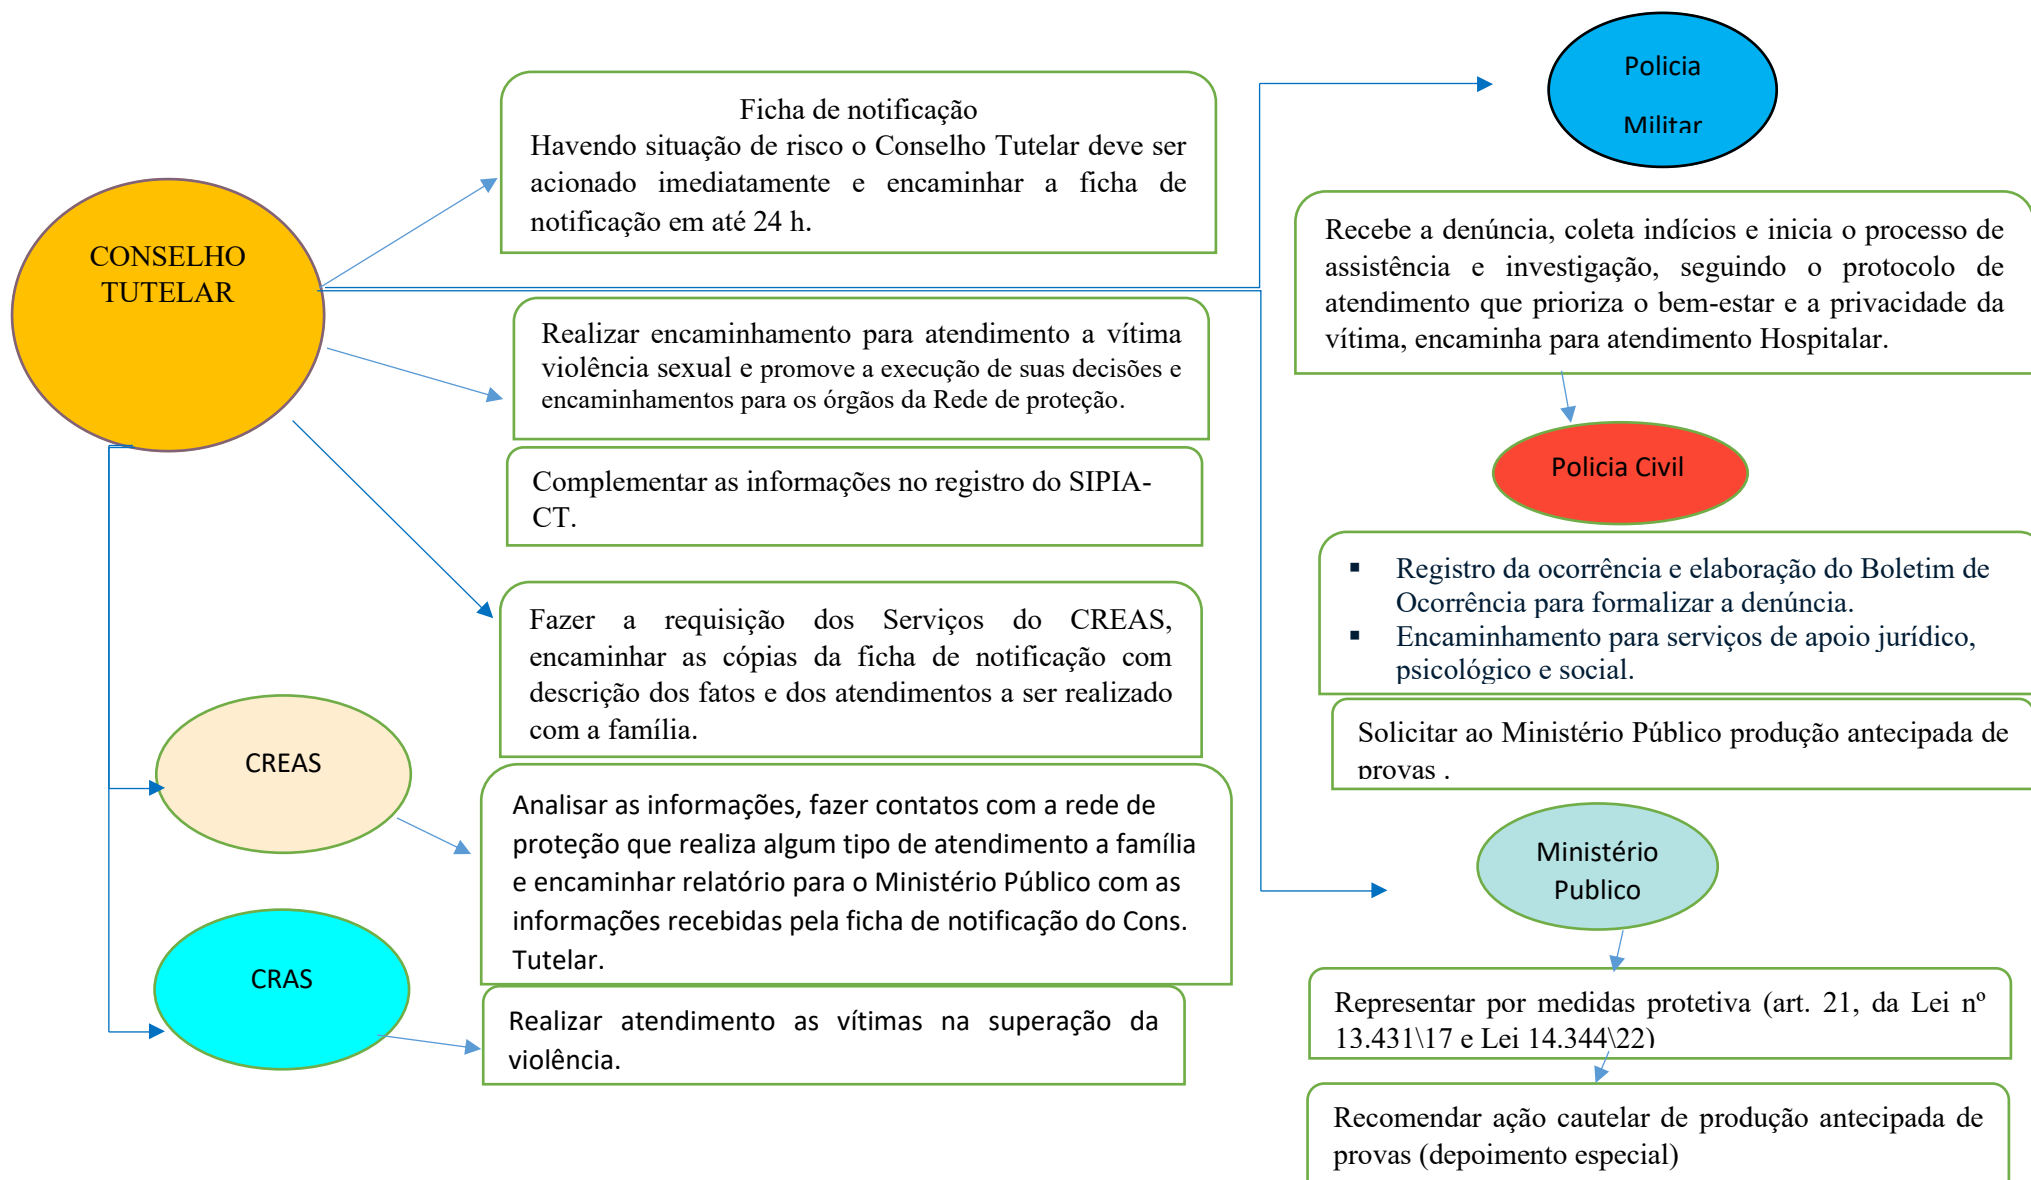 CONSELHO
TUTELAR
Ficha de notificação
Havendo situação de risco o Conselho Tutelar deve ser
acionado imediatamente e encaminhar a ficha de
notificação em até 24 h.
Realizar encaminhamento para atendimento a vítima
violência sexual e promove a execução de suas decisões e
encaminhamentos para os órgãos da Rede de proteção.
Complementar as informações no registro do SIPIA-
CT.
Fazer a requisição dos Serviços do CREAS,
encaminhar as cópias da ficha de notificação com
descrição dos fatos e dos atendimentos a ser realizado
com a família.
CREAS
Analisar as informações, fazer contatos com a rede de
proteção que realiza algum tipo de atendimento a família
e encaminhar relatório para o Ministério Público com as
informações recebidas pela ficha de notificação do Cons.
Tutelar.
CRAS
Realizar atendimento as vítimas na superação da
violência.
Policia
Militar
Recebe a denúncia, coleta indícios e inicia o processo de
assistência e investigação, seguindo o protocolo de
atendimento que prioriza o bem-estar e a privacidade da
vítima, encaminha para atendimento Hospitalar.
Policia Civil
▪ Registro da ocorrência e elaboração do Boletim de
Ocorrência para formalizar a denúncia.
▪ Encaminhamento para serviços de apoio jurídico,
psicológico e social.
Solicitar ao Ministério Público produção antecipada de
provas .
Ministério
Publico
Representar por medidas protetiva (art. 21, da Lei nº
13.431\17 e Lei 14.344\22)
Recomendar ação cautelar de produção antecipada de
provas (depoimento especial)